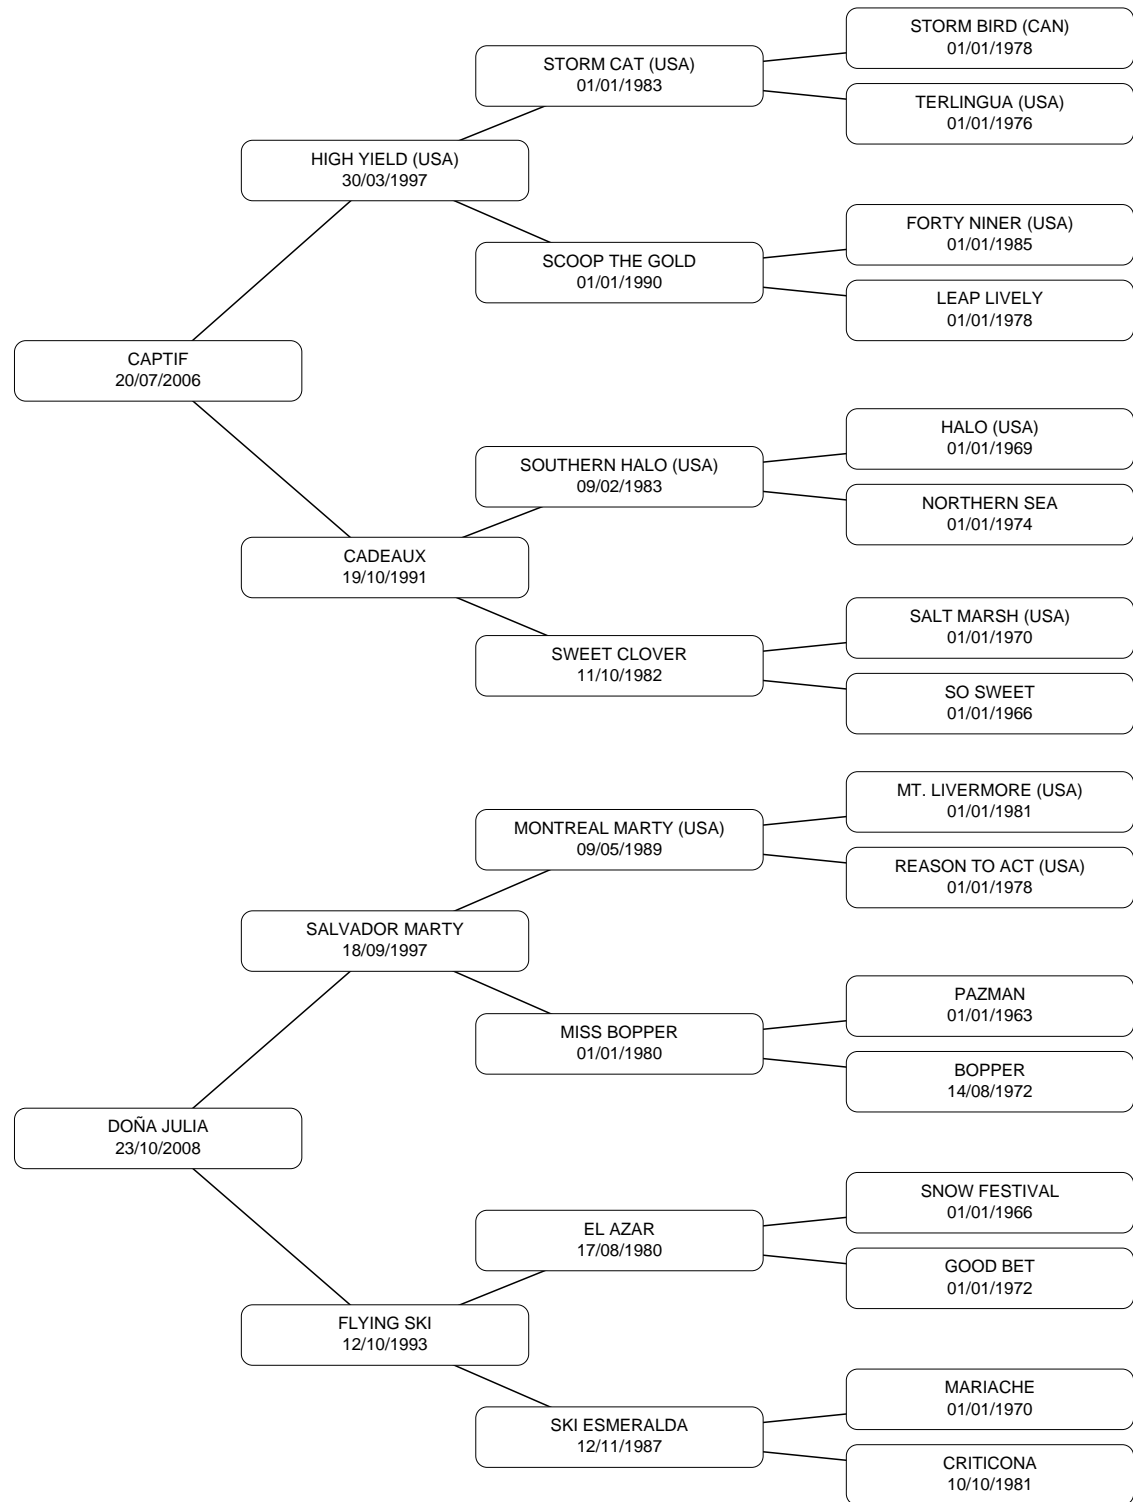 STORM BIRD (CAN)
01/01/1978
STORM CAT (USA)
01/01/1983
TERLINGUA (USA)
01/01/1976
HIGH YIELD (USA)
30/03/1997
FORTY NINER (USA)
01/01/1985
SCOOP THE GOLD
01/01/1990
LEAP LIVELY
01/01/1978
CAPTIF
20/07/2006
HALO (USA)
01/01/1969
SOUTHERN HALO (USA)
09/02/1983
NORTHERN SEA
01/01/1974
CADEAUX
19/10/1991
SALT MARSH (USA)
01/01/1970
SWEET CLOVER
11/10/1982
SO SWEET
01/01/1966
MT. LIVERMORE (USA)
01/01/1981
MONTREAL MARTY (USA)
09/05/1989
REASON TO ACT (USA)
01/01/1978
SALVADOR MARTY
18/09/1997
PAZMAN
01/01/1963
MISS BOPPER
01/01/1980
BOPPER
14/08/1972
DOÑA JULIA
23/10/2008
SNOW FESTIVAL
01/01/1966
EL AZAR
17/08/1980
GOOD BET
01/01/1972
FLYING SKI
12/10/1993
MARIACHE
01/01/1970
SKI ESMERALDA
12/11/1987
CRITICONA
10/10/1981